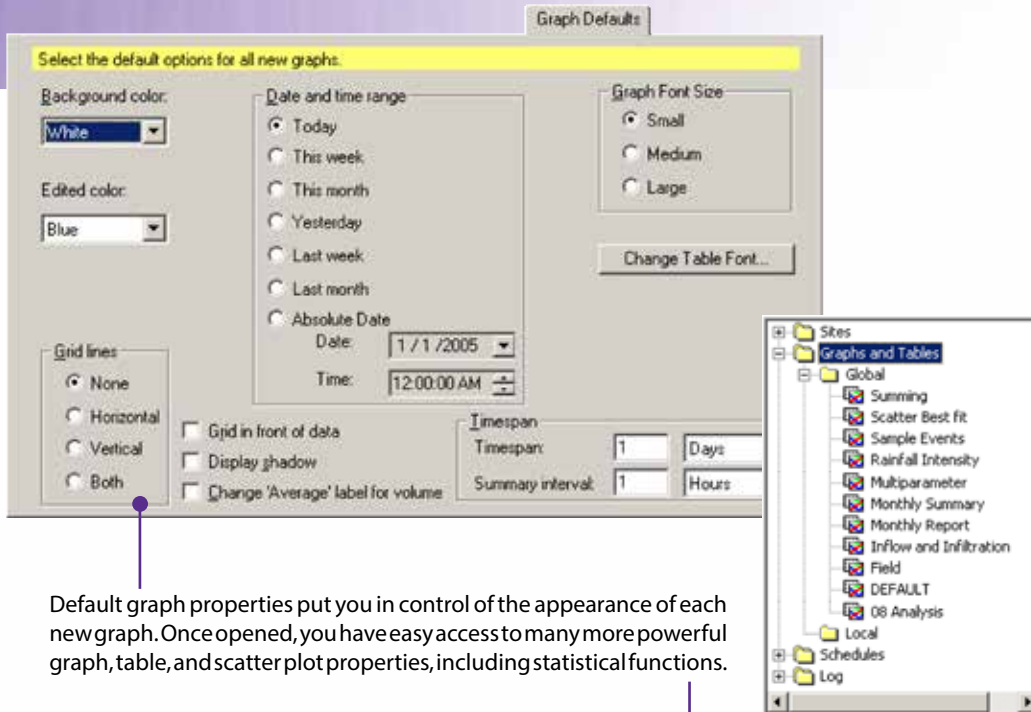 Graph Defaults
Select the default options for all new graphs.
Background color:
White
Edited color:
Blue
Date and time range
Today
This week
This month
Yesterday
Last week
Last month
Absolute Date
Date: 1 / 1 /2005
Time: 12:00:00 AM
Graph Font Size
Small
Medium
Large
Change Table Font...
Grid lines
None
Horizontal
Vertical
Both
Grid in front of data
Display shadow
Change 'Average' label for volume
Timespan
Timespan: 1 Days
Summary interval: 1 Hours
Sites
Graphs and Tables
Global
Summing
Scatter Best fit
Sample Events
Rainfall Intensity
Multiparameter
Monthly Summary
Monthly Report
Inflow and Infiltration
Field
DEFAULT
08 Analysis
Local
Schedules
Log
Default graph properties put you in control of the appearance of each
new graph. Once opened, you have easy access to many more powerful
graph, table, and scatter plot properties, including statistical functions.